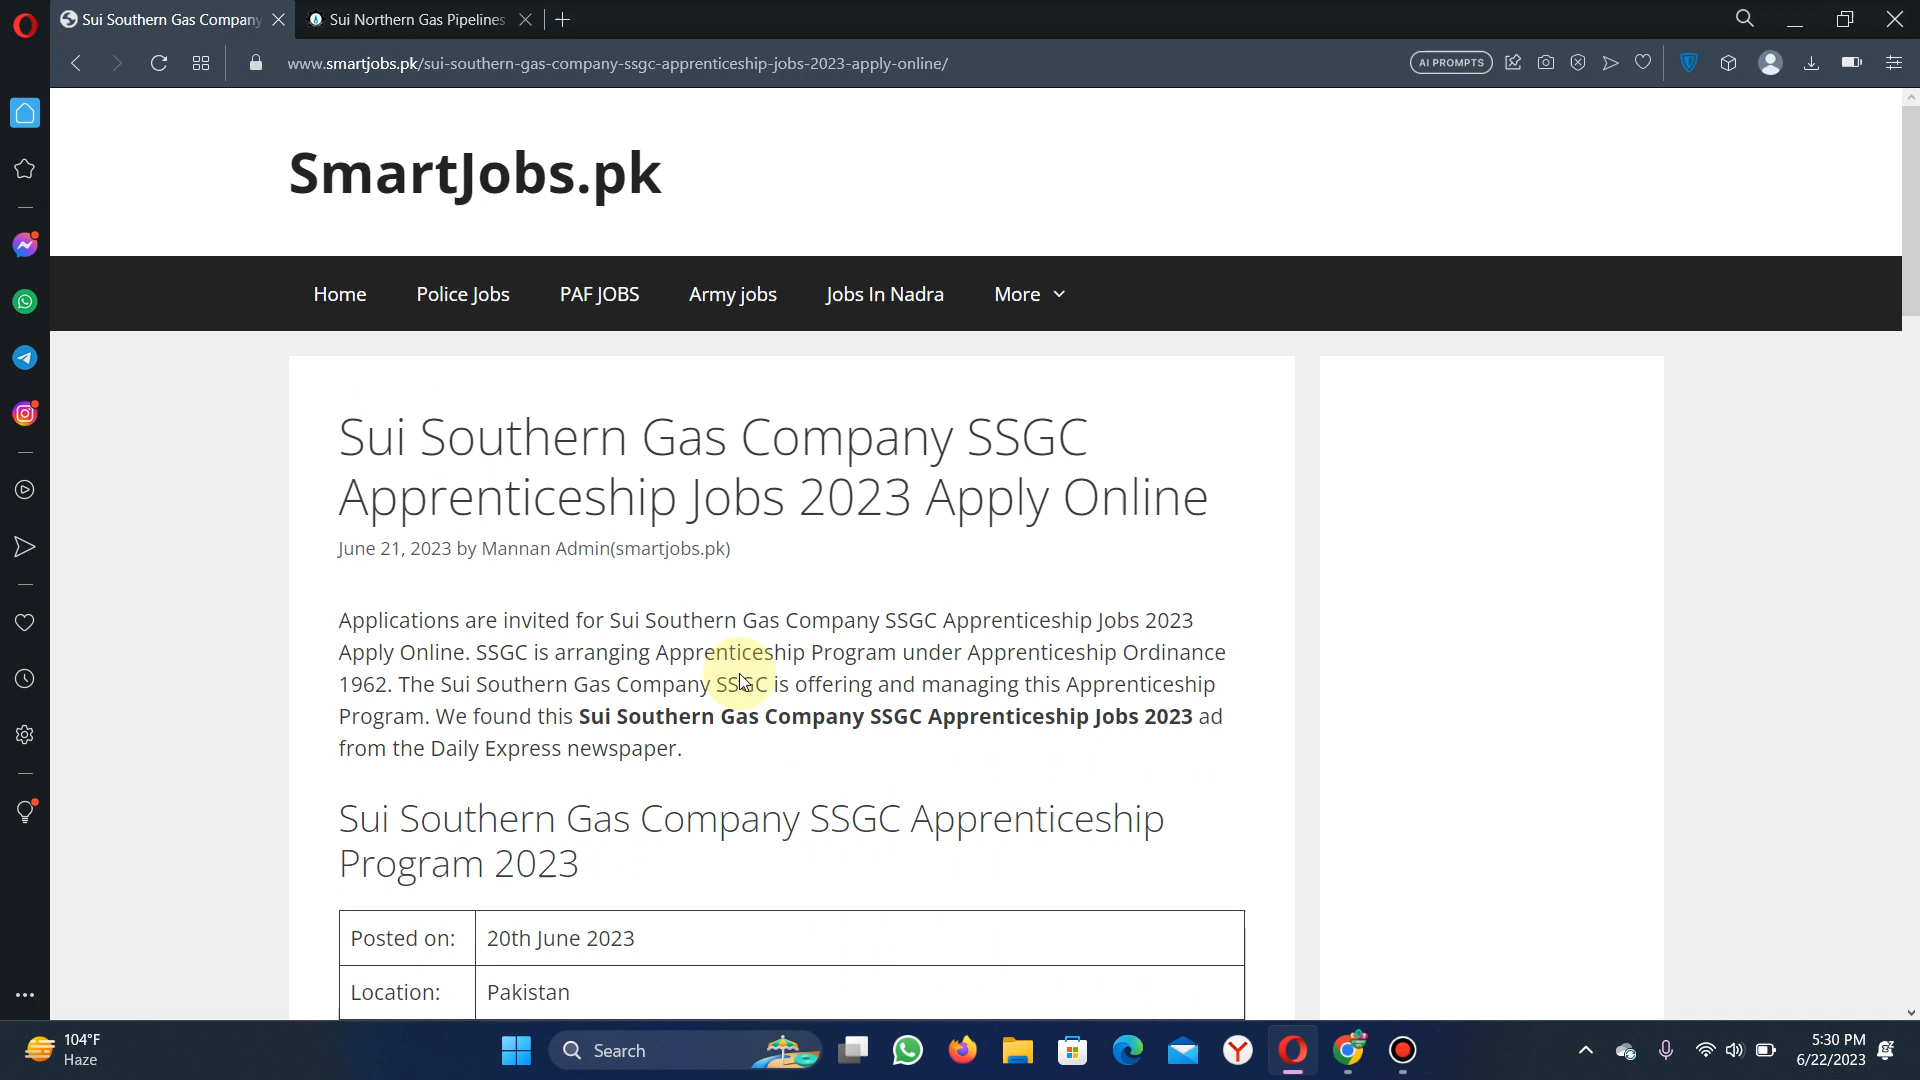 Sui Southern Gas Company
Sui Northern Gas Pipelines
www.smartjobs.pk/sui-southern-gas-company-ssgc-apprenticeship-jobs-2023-apply-online/
AI PROMPTS
SmartJobs.pk
Home Police Jobs PAF JOBS Army jobs Jobs In Nadra More
Sui Southern Gas Company SSGC
Apprenticeship Jobs 2023 Apply Online
June 21, 2023 by Mannan Admin(smartjobs.pk)
Applications are invited for Sui Southern Gas Company SSGC Apprenticeship Jobs 2023
Apply Online. SSGC is arranging Apprenticeship Program under Apprenticeship Ordinance
1962. The Sui Southern Gas Company SSGC is offering and managing this Apprenticeship
Program. We found this Sui Southern Gas Company SSGC Apprenticeship Jobs 2023 ad
from the Daily Express newspaper.
Sui Southern Gas Company SSGC Apprenticeship
Program 2023
Posted on: 20th June 2023
Location: Pakistan
104°F
Haze
Search
5:30 PM
6/22/2023